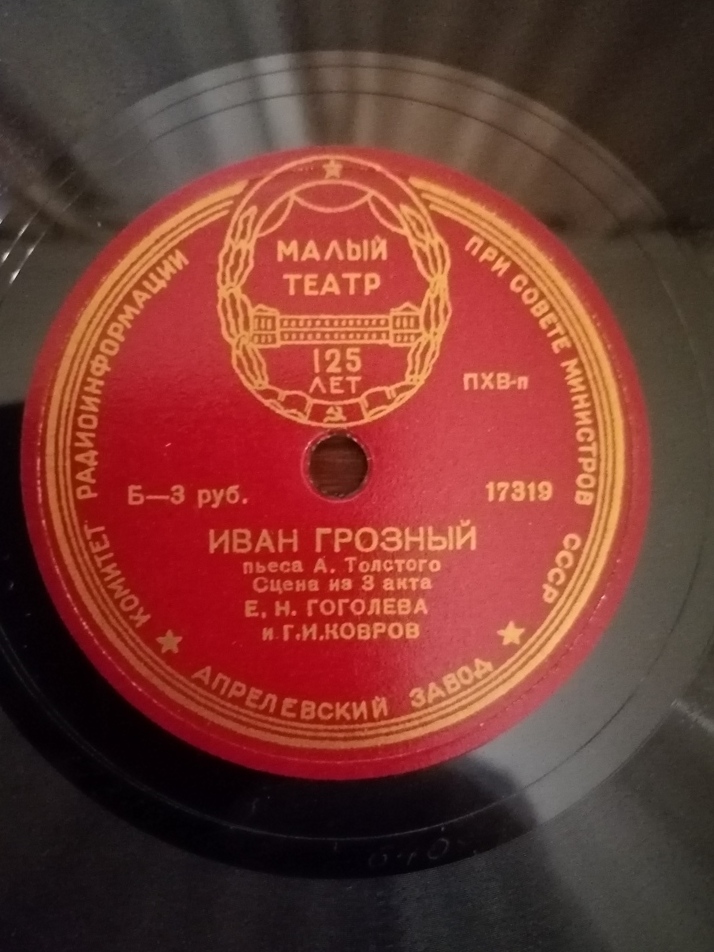 МАЛЫЙ
ТЕАТР
125
ЛЕТ
КОМИТЕТ РАДИОИНФОРМАЦИИ
ПРИ СОВЕТЕ МИНИСТРОВ СССР
ПХВ-п
Б—3 руб.
17319
ИВАН ГРОЗНЫЙ
пьеса А. Толстого
Сцена из 3 акта
Е. Н. ГОГОЛЕВА
и Г.И.КОВРОВ
АПРЕЛЕВСКИЙ ЗАВОД